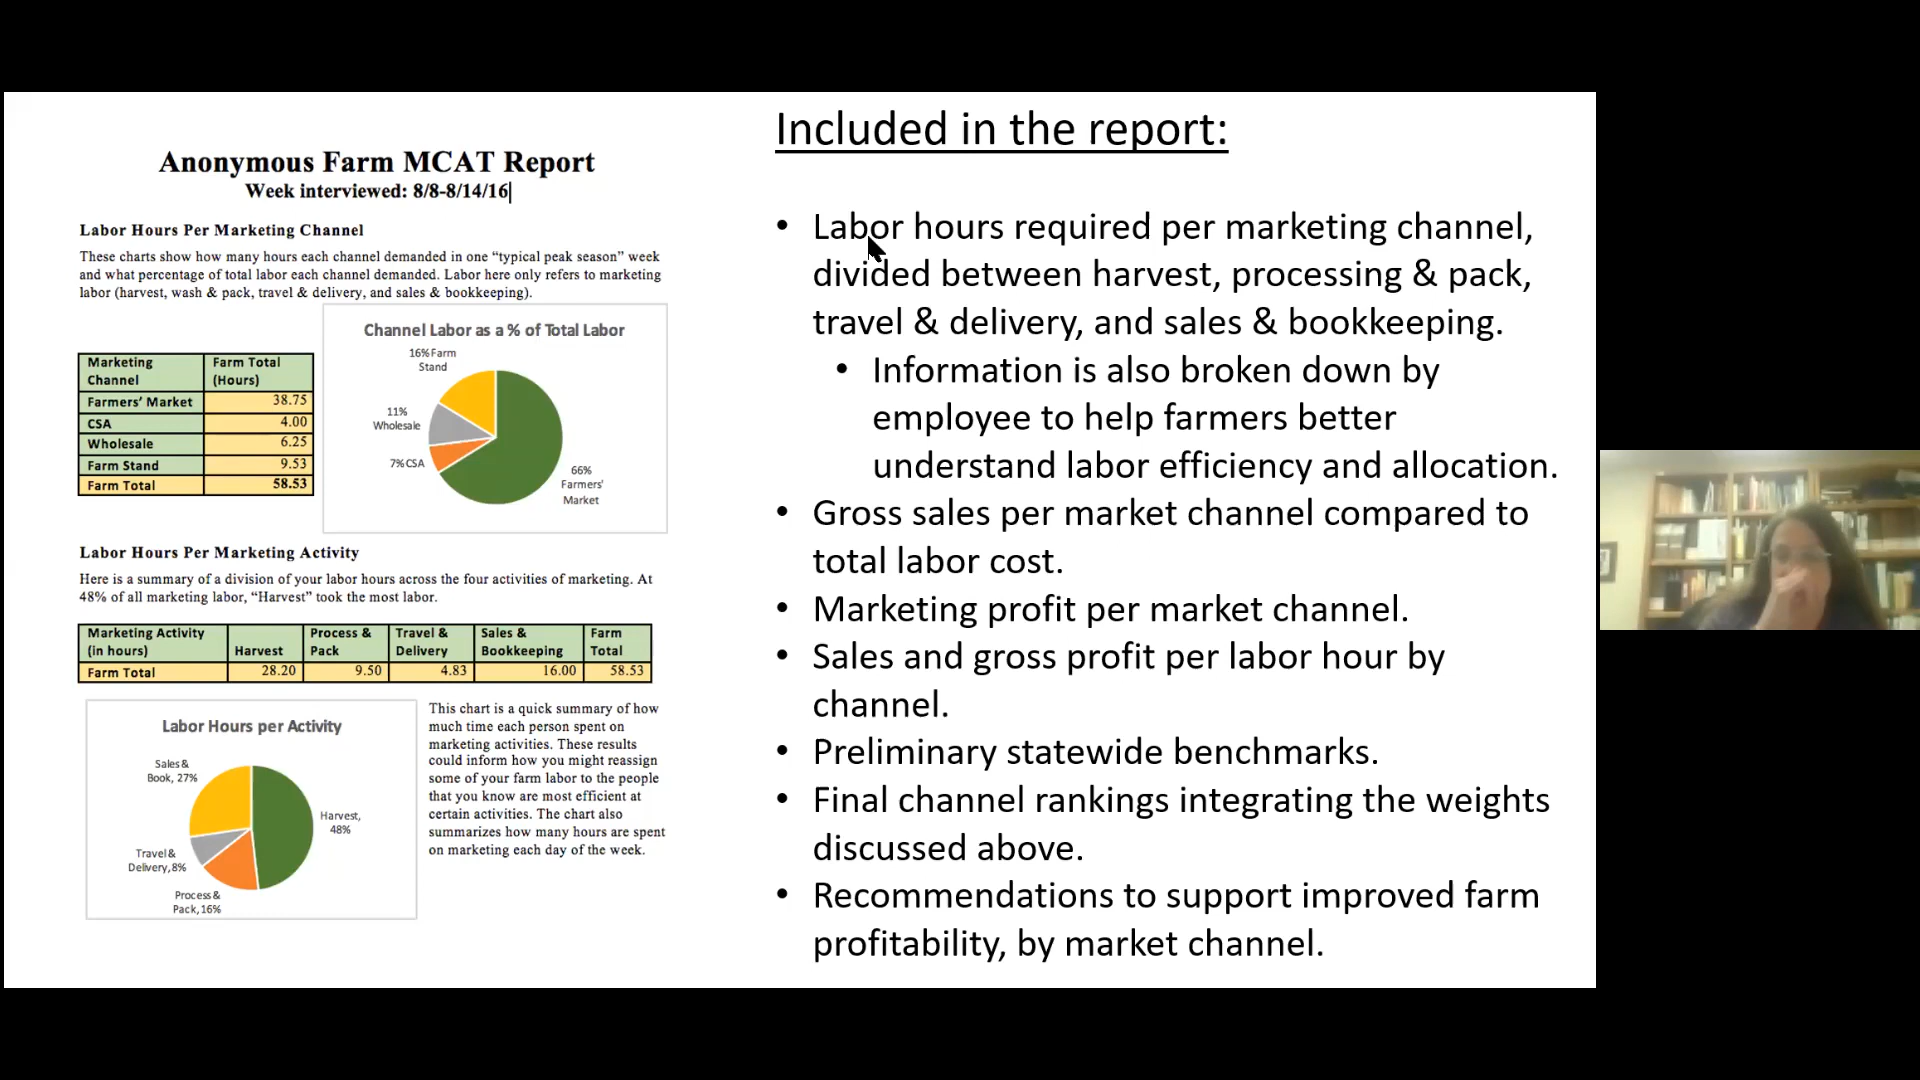 Anonymous Farm MCAT Report
Week interviewed: 8/8-8/14/16
Labor Hours Per Marketing Channel
These charts show how many hours each channel demanded in one “typical peak season” week
and what percentage of total labor each channel demanded. Labor here only refers to marketing
labor (harvest, wash & pack, travel & delivery, and sales & bookkeeping).
Marketing Channel Farm Total (Hours)
Farmers’ Market 38.75
CSA 4.00
Wholesale 6.25
Farm Stand 9.53
Farm Total 58.53
Channel Labor as a % of Total Labor
16% Farm
Stand
11%
Wholesale
7% CSA
66%
Farmers'
Market
Labor Hours Per Marketing Activity
Here is a summary of a division of your labor hours across the four activities of marketing. At
48% of all marketing labor, “Harvest” took the most labor.
Marketing Activity (in hours) Harvest Process & Pack Travel & Delivery Sales & Bookkeeping Farm Total
Farm Total 28.20 9.50 4.83 16.00 58.53
Labor Hours per Activity
Sales &
Book, 27%
Harvest,
48%
Travel &
Delivery, 8%
Process &
Pack, 16%
This chart is a quick summary of how
much time each person spent on
marketing activities. These results
could inform how you might reassign
some of your farm labor to the people
that you know are most efficient at
certain activities. The chart also
summarizes how many hours are spent
on marketing each day of the week.
Included in the report:
• Labor hours required per marketing channel,
divided between harvest, processing & pack,
travel & delivery, and sales & bookkeeping.
• Information is also broken down by
employee to help farmers better
understand labor efficiency and allocation.
• Gross sales per market channel compared to
total labor cost.
• Marketing profit per market channel.
• Sales and gross profit per labor hour by
channel.
• Preliminary statewide benchmarks.
• Final channel rankings integrating the weights
discussed above.
• Recommendations to support improved farm
profitability, by market channel.